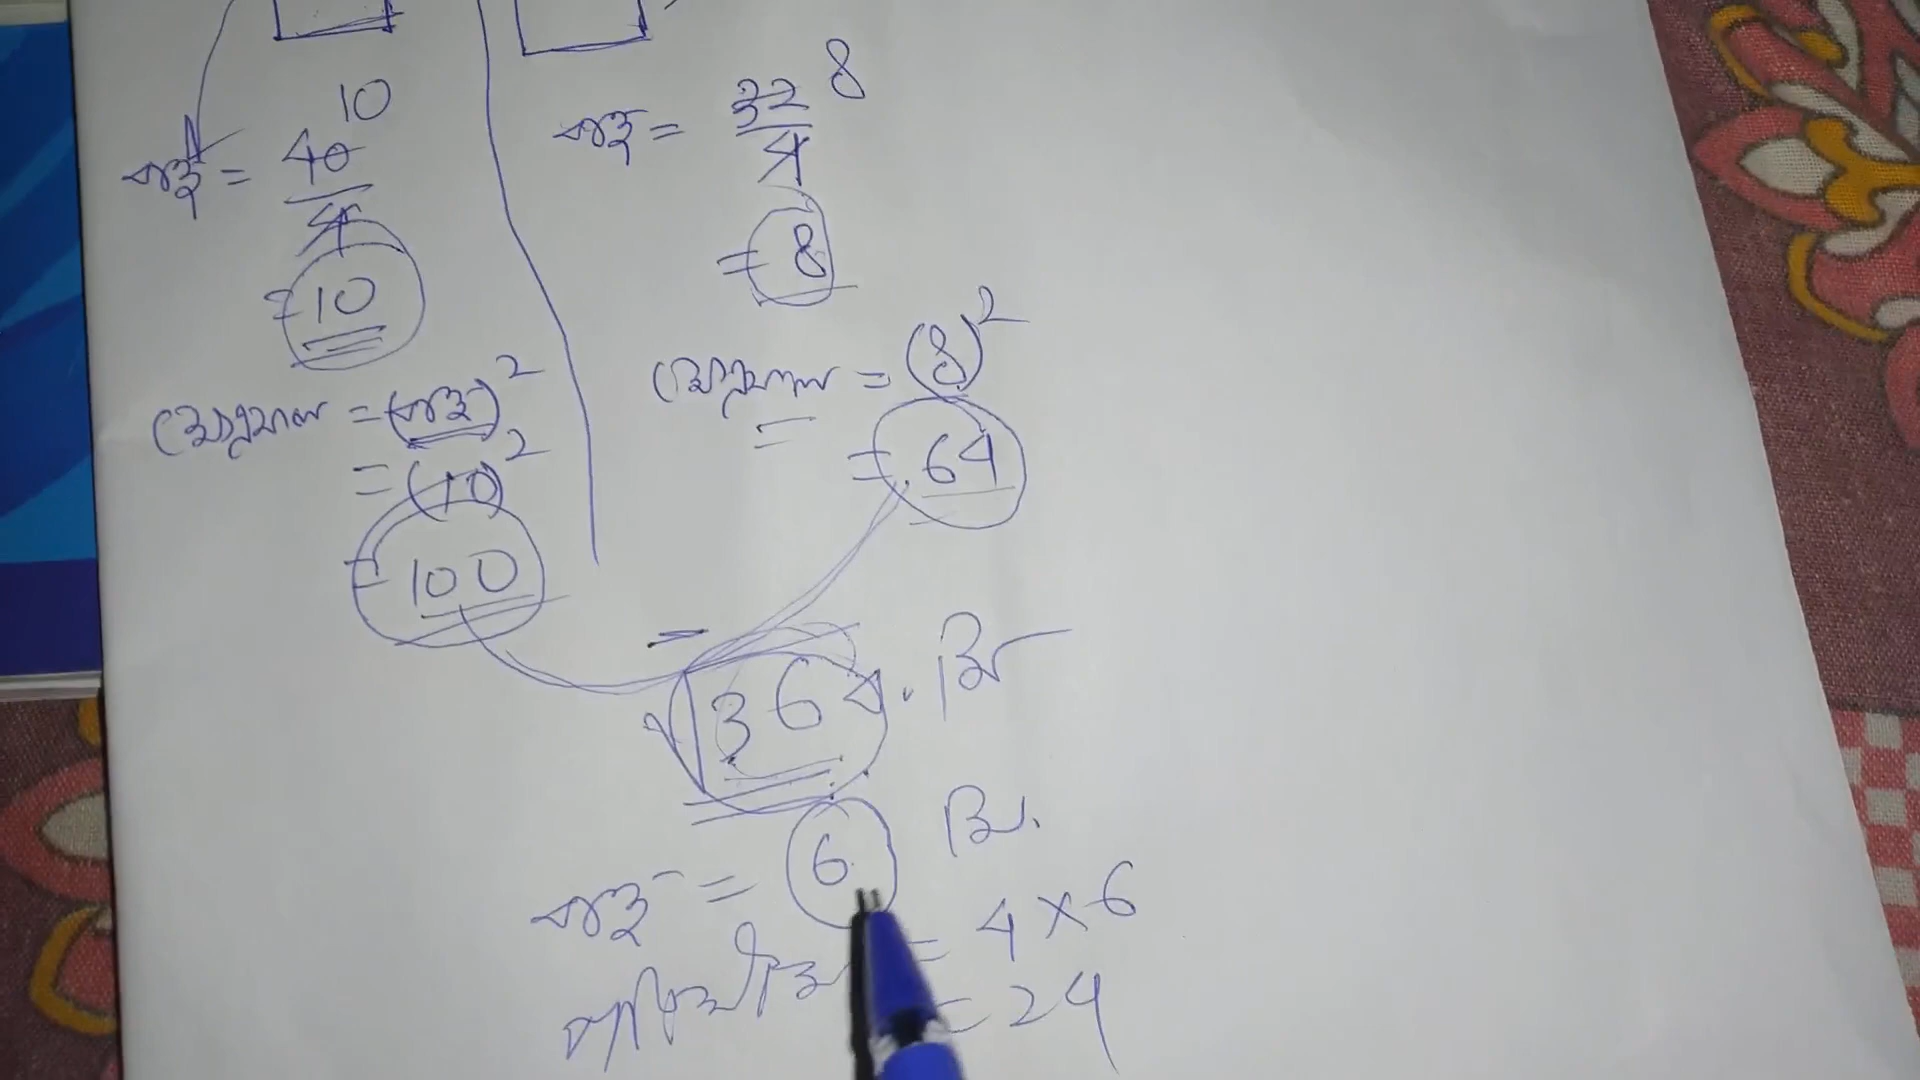 10
বাহু = 40
4
= 10
ক্ষেত্রফল = (বাহু)²
= (10)²
= 100
বাহু = 32 8
4
= 8
ক্ষেত্রফল = (8)²
=
= 64
√364. মি
বাহু = 6 মি.
পরিসীমা = 4×6
= 24